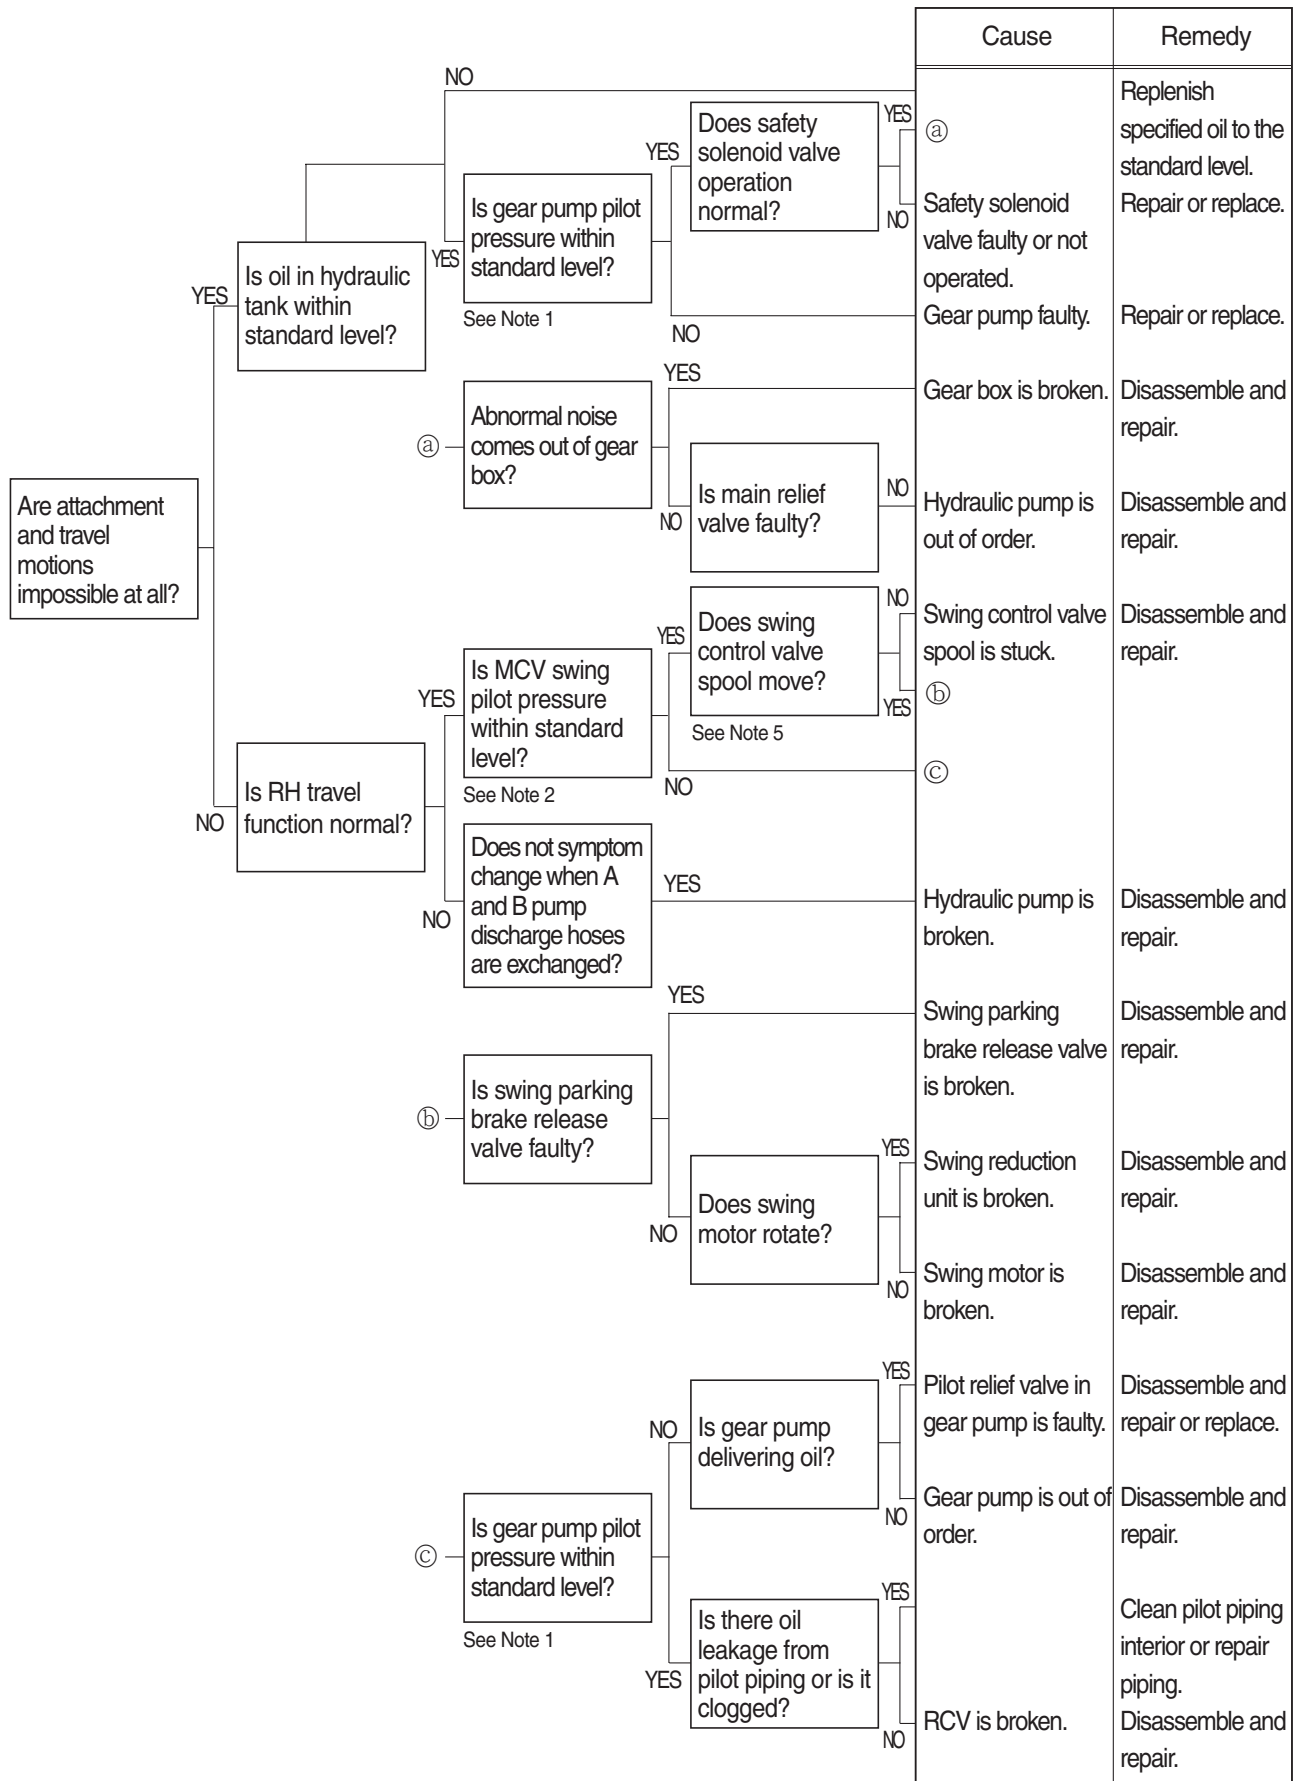 Cause
Remedy
NO
Replenish
specified oil to the
standard level.
YES
Does safety
solenoid valve
operation
normal?
YES
ⓐ
NO
Safety solenoid
valve faulty or not
operated.
Repair or replace.
Is gear pump pilot
pressure within
standard level?
YES
See Note 1
NO
Gear pump faulty.
Repair or replace.
YES
Is oil in hydraulic
tank within
standard level?
ⓐ
Abnormal noise
comes out of gear
box?
YES
Gear box is broken.
Disassemble and
repair.
NO
Is main relief
valve faulty?
NO
Hydraulic pump is
out of order.
Disassemble and
repair.
Are attachment
and travel
motions
impossible at all?
YES
Does swing
control valve
spool move?
See Note 5
NO
Swing control valve
spool is stuck.
Disassemble and
repair.
YES
ⓑ
YES
Is MCV swing
pilot pressure
within standard
level?
See Note 2
NO
ⓒ
NO
Is RH travel
function normal?
NO
Does not symptom
change when A
and B pump
discharge hoses
are exchanged?
YES
Hydraulic pump is
broken.
Disassemble and
repair.
ⓑ
Is swing parking
brake release
valve faulty?
YES
Swing parking
brake release valve
is broken.
Disassemble and
repair.
NO
Does swing
motor rotate?
YES
Swing reduction
unit is broken.
Disassemble and
repair.
NO
Swing motor is
broken.
Disassemble and
repair.
ⓒ
Is gear pump pilot
pressure within
standard level?
See Note 1
NO
Is gear pump
delivering oil?
YES
Pilot relief valve in
gear pump is faulty.
Disassemble and
repair or replace.
NO
Gear pump is out of
order.
Disassemble and
repair.
YES
Is there oil
leakage from
pilot piping or is it
clogged?
YES
Clean pilot piping
interior or repair
piping.
NO
RCV is broken.
Disassemble and
repair.